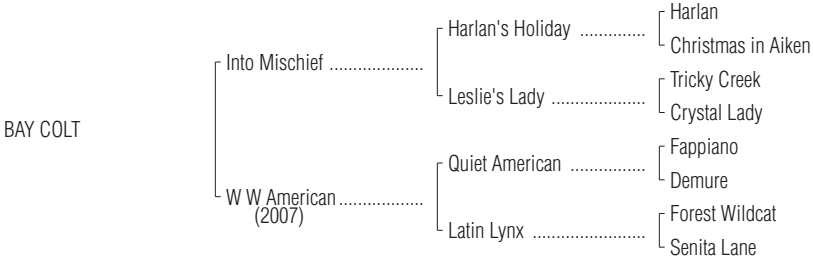 Harlan
Harlan's Holiday ..............
Christmas in Aiken
Into Mischief ....................
Tricky Creek
Leslie's Lady ....................
Crystal Lady
BAY COLT
Fappiano
Quiet American ................
Demure
W W American ..................
(2007)
Forest Wildcat
Latin Lynx ........................
Senita Lane